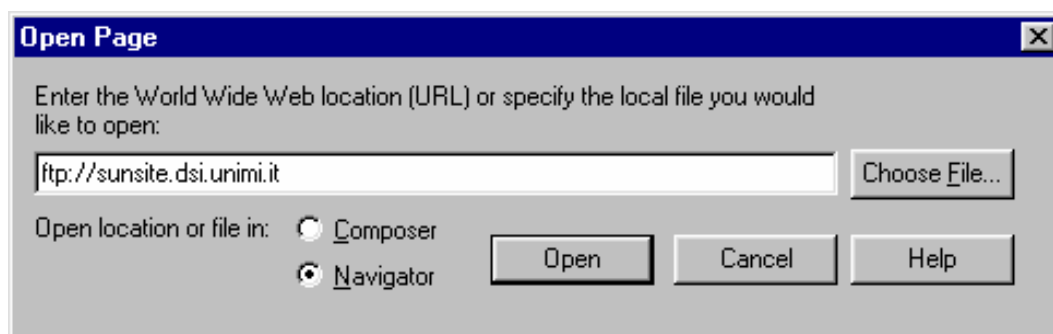 Open Page
Enter the World Wide Web location (URL) or specify the local file you would
like to open:
ftp://sunsite.dsi.unimi.it
Choose File...
Open location or file in:
Composer
Navigator
Open
Cancel
Help